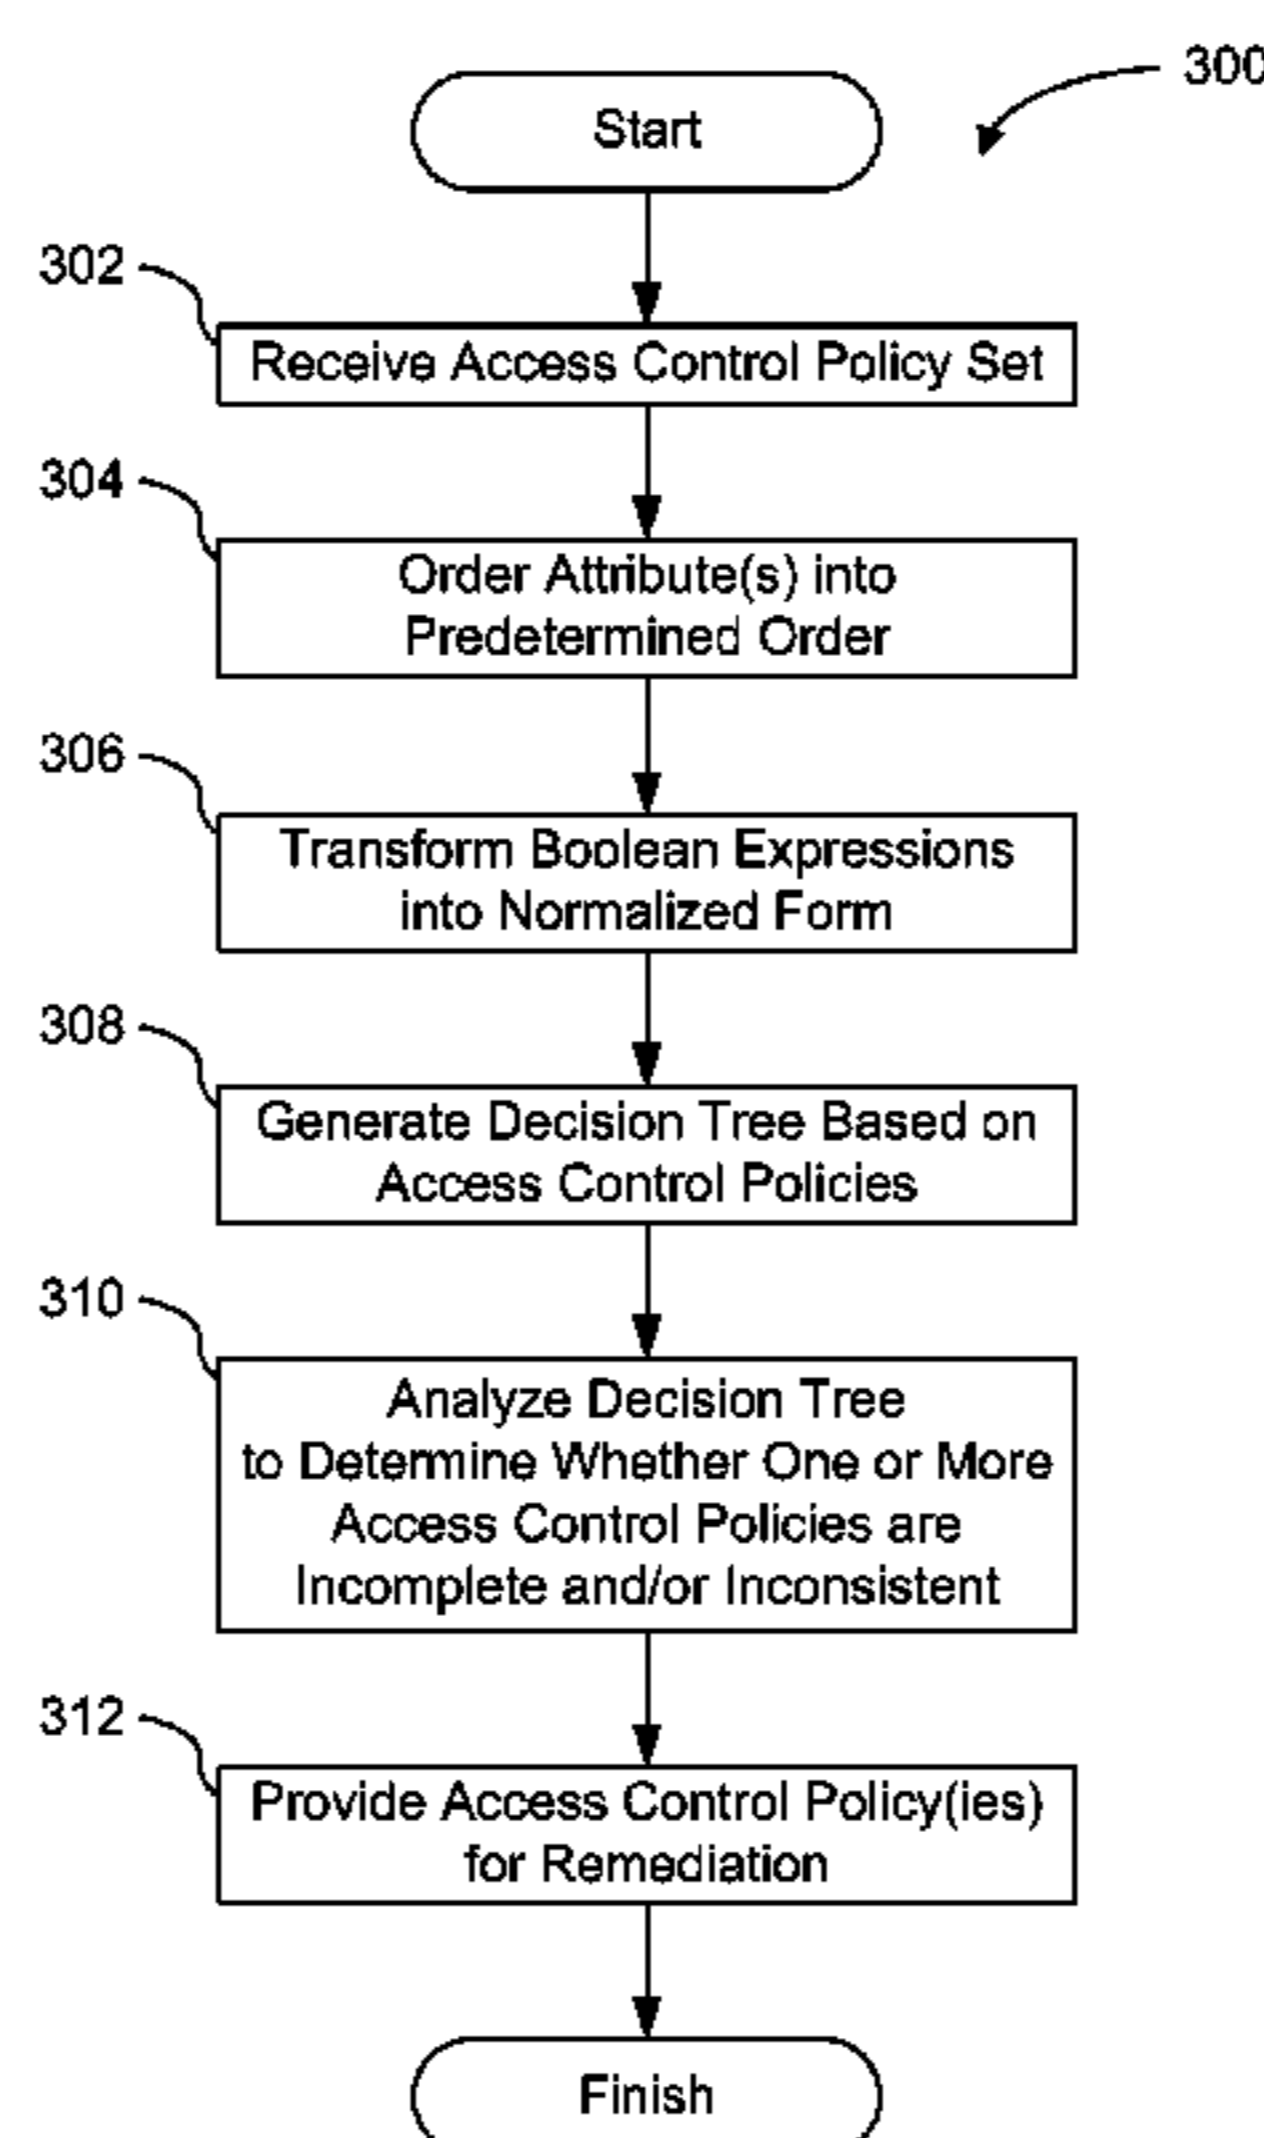 300
Start
302
Receive Access Control Policy Set
304
Order Attribute(s) into
Predetermined Order
306
Transform Boolean Expressions
into Normalized Form
308
Generate Decision Tree Based on
Access Control Policies
310
Analyze Decision Tree
to Determine Whether One or More
Access Control Policies are
Incomplete and/or Inconsistent
312
Provide Access Control Policy(ies)
for Remediation
Finish